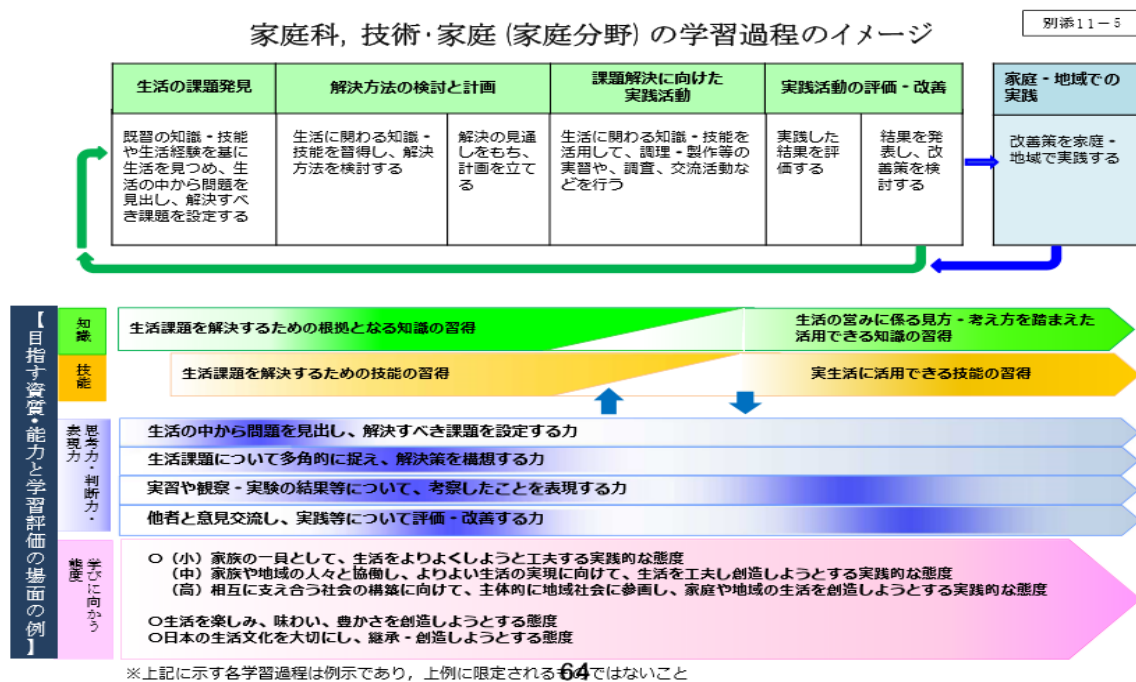 別添11－5
家庭科，技術･家庭（家庭分野）の学習過程のイメージ
生活の課題発見
解決方法の検討と計画
課題解決に向けた
実践活動
実践活動の評価・改善
家庭・地域での
実践
既習の知識・技能
や生活経験を基に
生活を見つめ、生
活の中から問題を
見出し、解決すべ
き課題を設定する
生活に関わる知識・
技能を習得し、解決
方法を検討する
解決の見通
しをもち、
計画を立て
る
生活に関わる知識・技能を
活用して、調理・製作等の
実習や、調査、交流活動な
どを行う
実践した
結果を評
価する
結果を発
表し、改
善策を検
討する
改善策を家庭・
地域で実践する
【目指す資質・能力と学習評価の場面の例】
知識
生活課題を解決するための根拠となる知識の習得
生活の営みに係る見方・考え方を踏まえた
活用できる知識の習得
技能
生活課題を解決するための技能の習得
実生活に活用できる技能の習得
思考力・判断力・
表現力
生活の中から問題を見出し、解決すべき課題を設定する力
生活課題について多角的に捉え、解決策を構想する力
実習や観察・実験の結果等について、考察したことを表現する力
他者と意見交流し、実践等について評価・改善する力
学びに向かう
態度
○（小）家族の一員として、生活をよりよくしようと工夫する実践的な態度
（中）家族や地域の人々と協働し、よりよい生活の実現に向けて、生活を工夫し創造しようとする実践的な態度
（高）相互に支え合う社会の構築に向けて、主体的に地域社会に参画し、家庭や地域の生活を創造しようとする実践的な態度
○生活を楽しみ、味わい、豊かさを創造しようとする態度
○日本の生活文化を大切にし、継承・創造しようとする態度
※上記に示す各学習過程は例示であり，上例に限定されるものではないこと
64